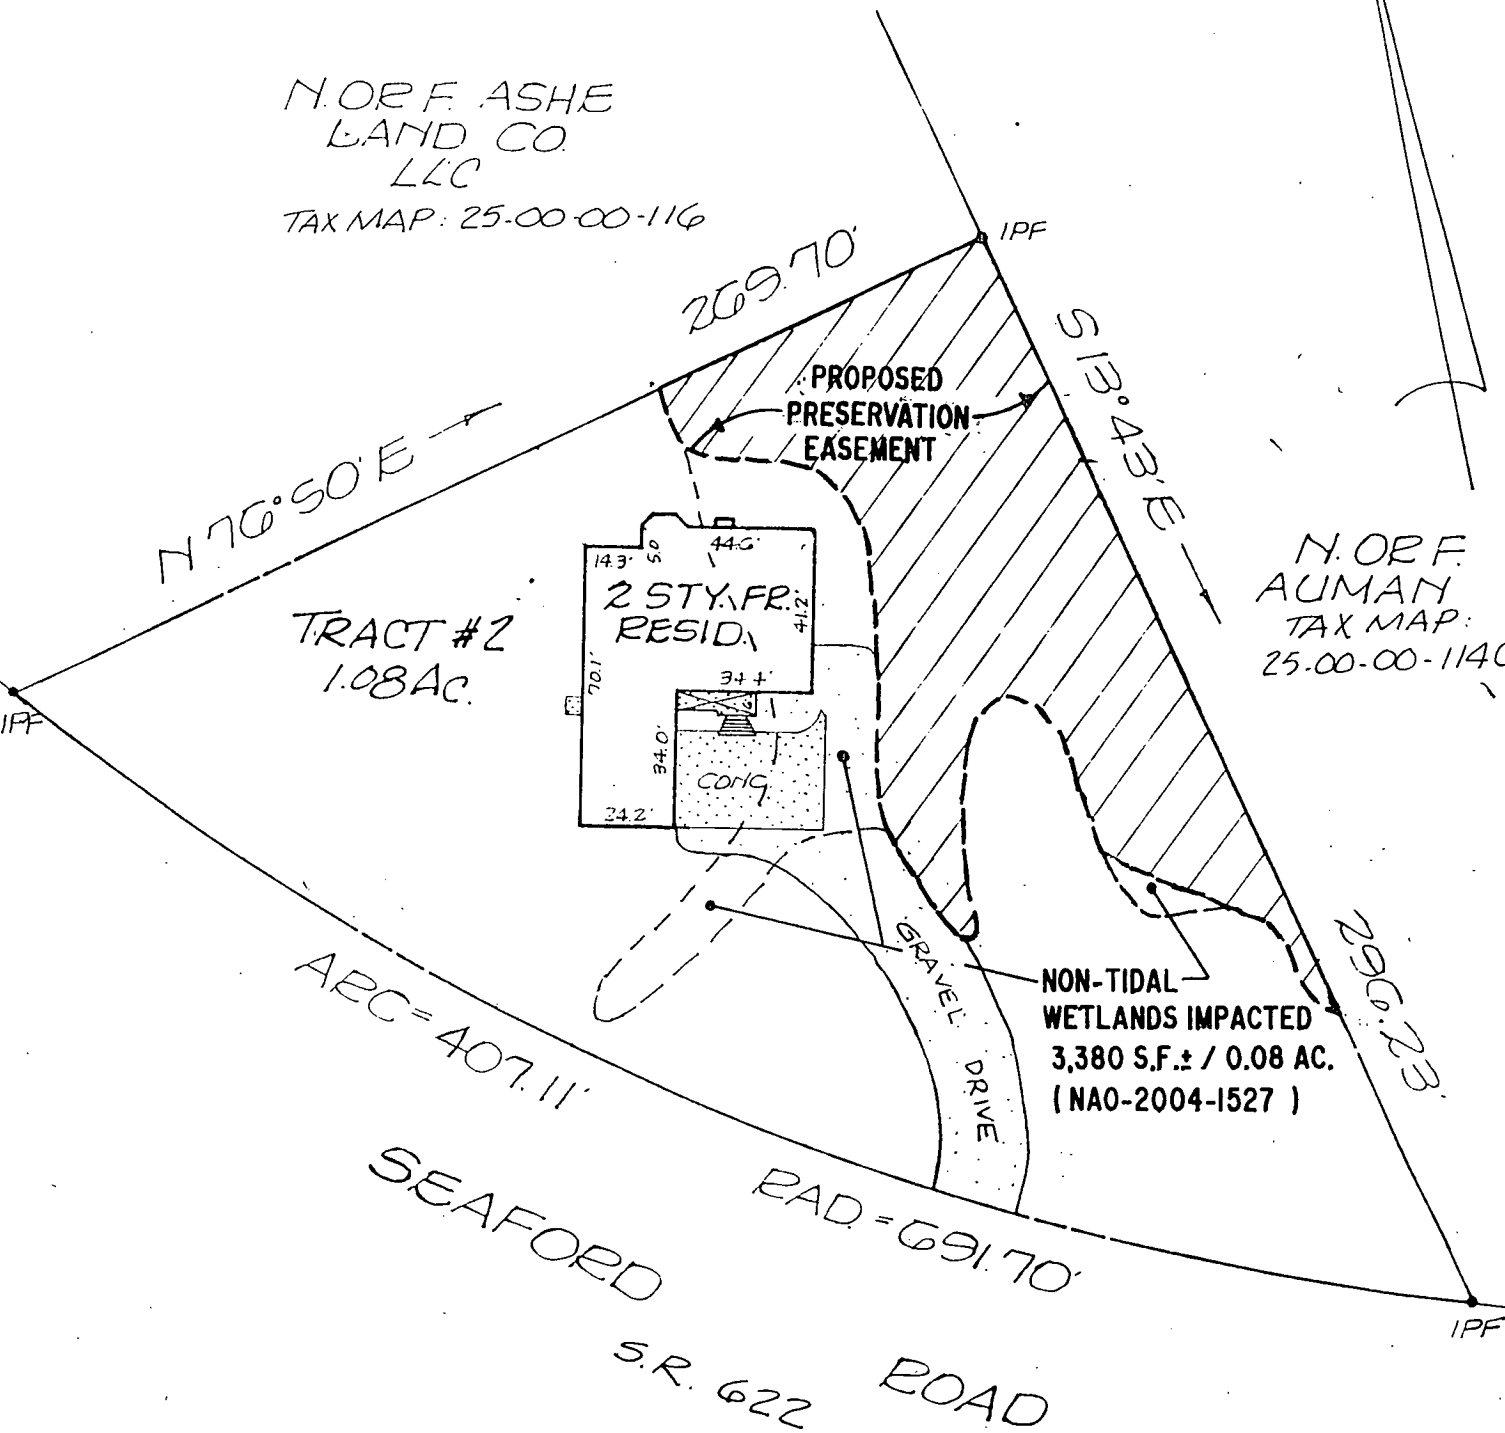 N. OR F. ASHE
LAND CO.
LLC
TAX MAP: 25-00-00-116
269.70'
IPF
N 76°50' E
S 13°43' E
PROPOSED
PRESERVATION
EASEMENT
N. OR F.
AUMAN
TAX MAP:
25-00-00-114
14.3'
5.0
44.6'
2 STY. FR.
RESID.
41.2'
TRACT #2
1.08 AC.
70.1'
34.4'
IPF
34.0'
CONC.
24.2'
GRAVEL DRIVE
NON-TIDAL
WETLANDS IMPACTED
3,380 S.F.± / 0.08 AC.
( NAO-2004-1527 )
296.23'
ARC = 407.11'
RAD. = 691.70'
IPF
SEAFORD ROAD
S.R. 622